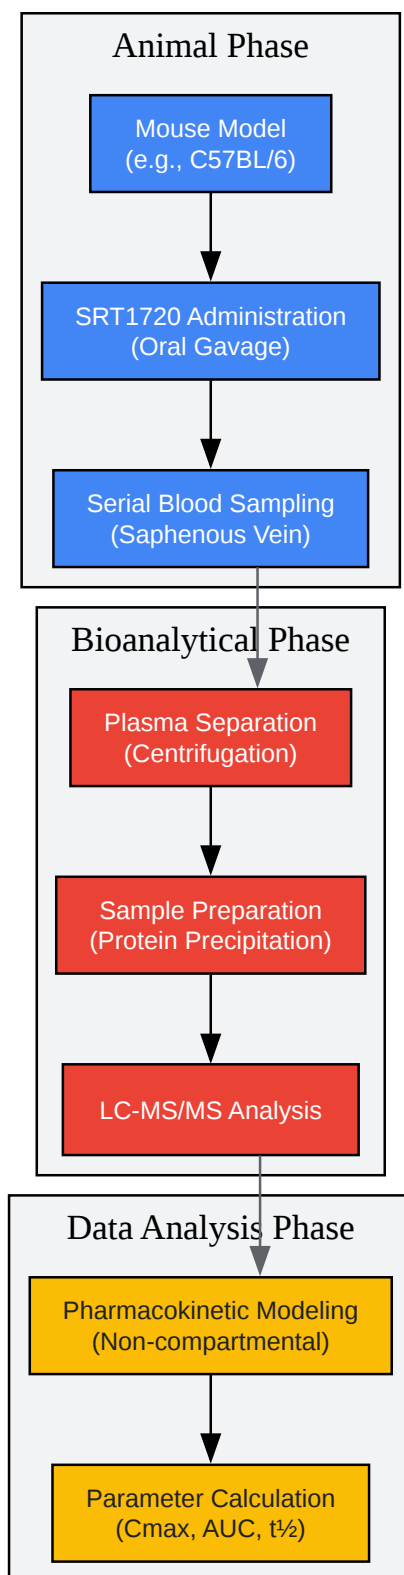 Animal Phase
Mouse Model
(e.g., C57BL/6)
SRT1720 Administration
(Oral Gavage)
Serial Blood Sampling
(Saphenous Vein)
Bioanalytical Phase
Plasma Separation
(Centrifugation)
Sample Preparation
(Protein Precipitation)
LC-MS/MS Analysis
Data Analysis Phase
Pharmacokinetic Modeling
(Non-compartmental)
Parameter Calculation
(Cmax, AUC, t½)